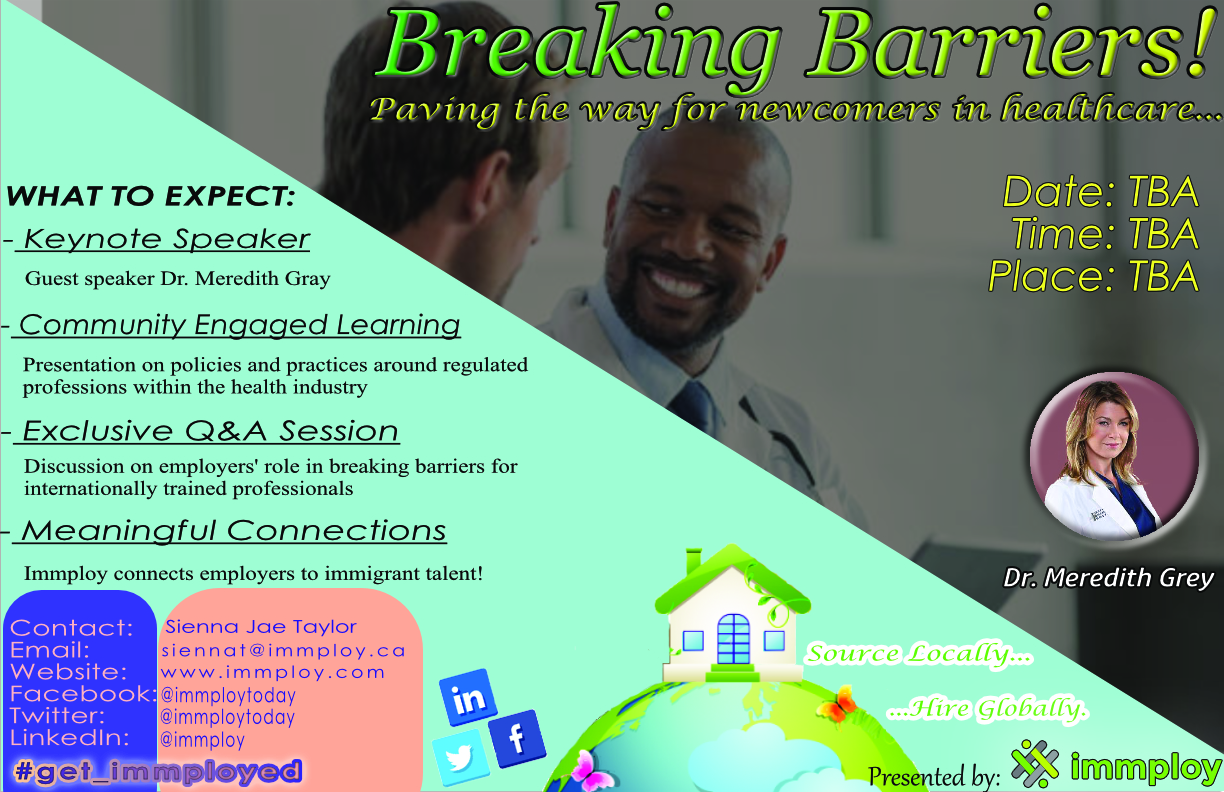 Breaking Barriers!
Paving the way for newcomers in healthcare...
Date: TBA
Time: TBA
Place: TBA
WHAT TO EXPECT:
- Keynote Speaker
Guest speaker Dr. Meredith Gray
- Community Engaged Learning
Presentation on policies and practices around regulated
professions within the health industry
- Exclusive Q&A Session
Discussion on employers' role in breaking barriers for
internationally trained professionals
- Meaningful Connections
Immploy connects employers to immigrant talent!
Dr. Meredith Grey
Contact: Sienna Jae Taylor
Email: siennat@immploy.ca
Website: www.immploy.com
Facebook: @immploytoday
Twitter: @immploytoday
LinkedIn: @immploy
#get_immployed
in
f
Source Locally...
...Hire Globally.
Presented by: immploy